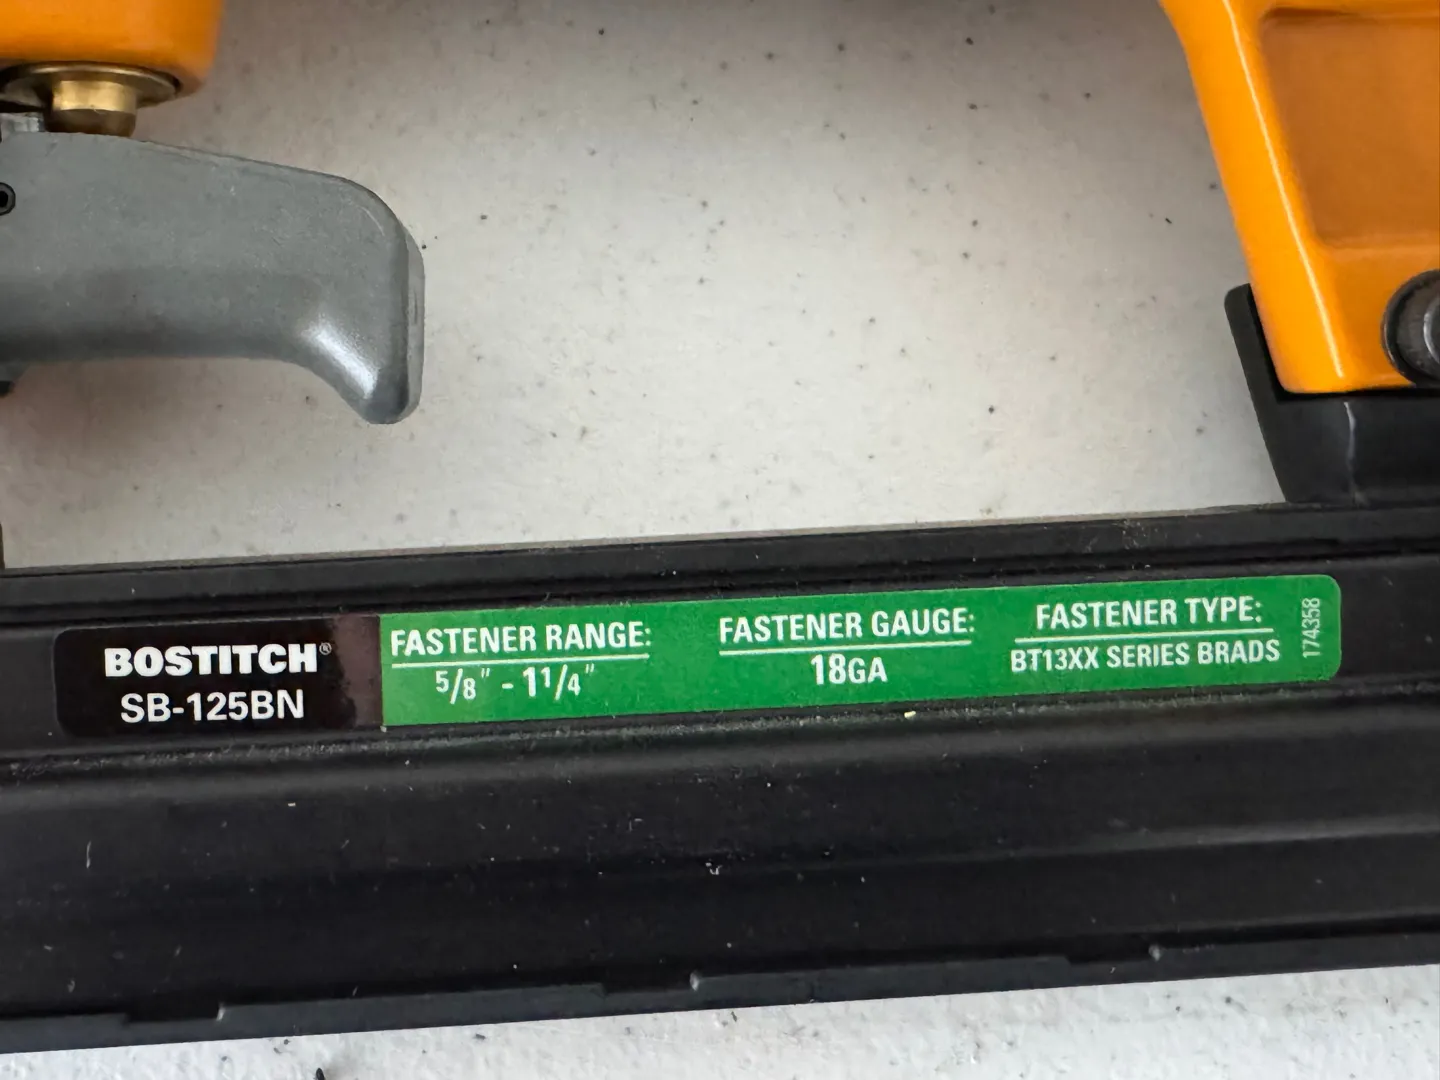 BOSTITCH®
SB-125BN
FASTENER RANGE:
5/8" - 1 1/4"
FASTENER GAUGE:
18GA
FASTENER TYPE:
BT13XX SERIES BRADS
174358